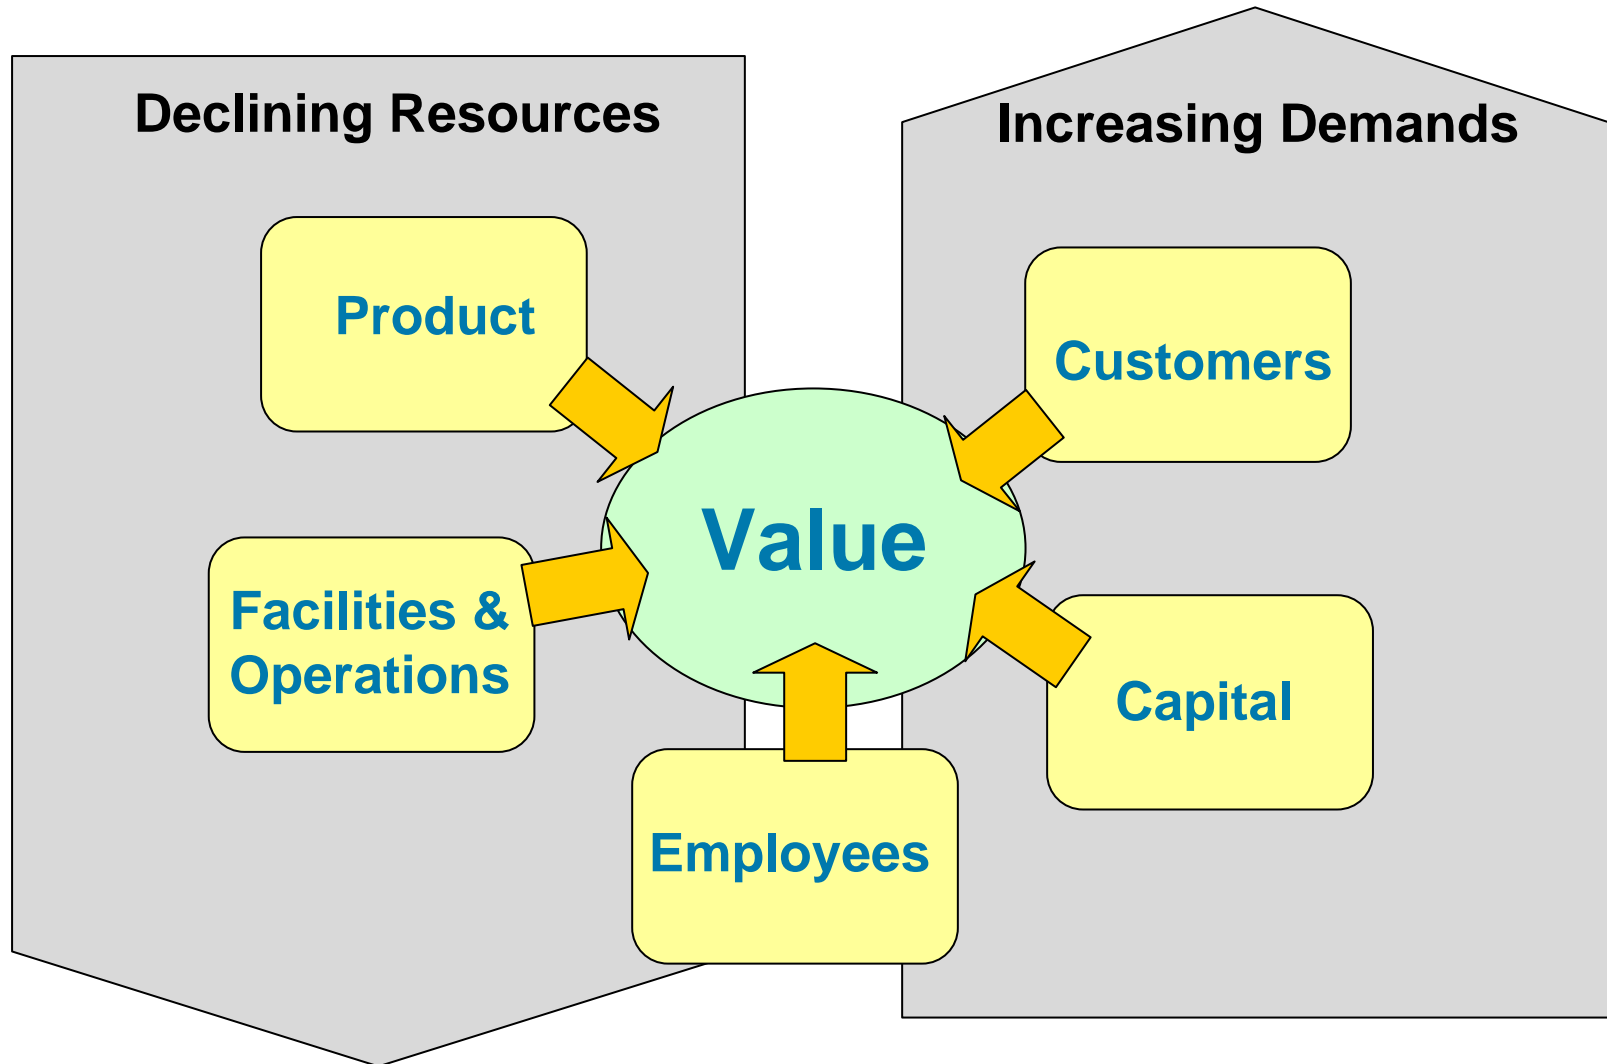 Declining Resources
Increasing Demands
Product
Customers
Value
Facilities &
Operations
Capital
Employees